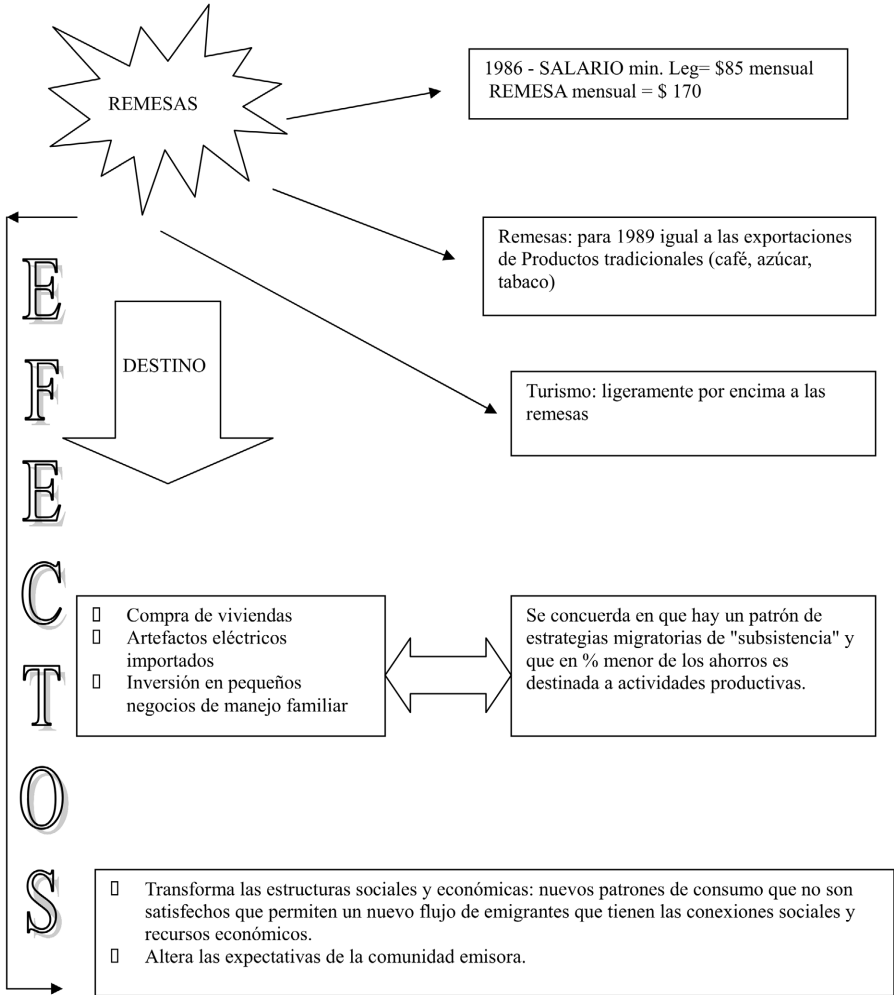 REMESAS
1986 - SALARIO min. Leg= $85 mensual
REMESA mensual = $ 170
Remesas: para 1989 igual a las exportaciones
de Productos tradicionales (café, azúcar,
tabaco)
DESTINO
Turismo: ligeramente por encima a las
remesas
EFECTOS
Compra de viviendas
Artefactos eléctricos
importados
Inversión en pequeños
negocios de manejo familiar
Se concuerda en que hay un patrón de
estrategias migratorias de "subsistencia" y
que en % menor de los ahorros es
destinada a actividades productivas.
Transforma las estructuras sociales y económicas: nuevos patrones de consumo que no son
satisfechos que permiten un nuevo flujo de emigrantes que tienen las conexiones sociales y
recursos económicos.
Altera las expectativas de la comunidad emisora.